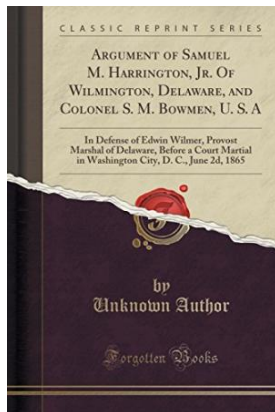 CLASSIC REPRINT SERIES
ARGUMENT OF SAMUEL
M. HARRINGTON, JR. OF
WILMINGTON, DELAWARE, AND
COLONEL S. M. BOWMEN, U. S. A
In Defense of Edwin Wilmer, Provost
Marshal of Delaware, Before a Court Martial
in Washington City, D. C., June 2d, 1865
by
Unknown Author
Forgotten Books